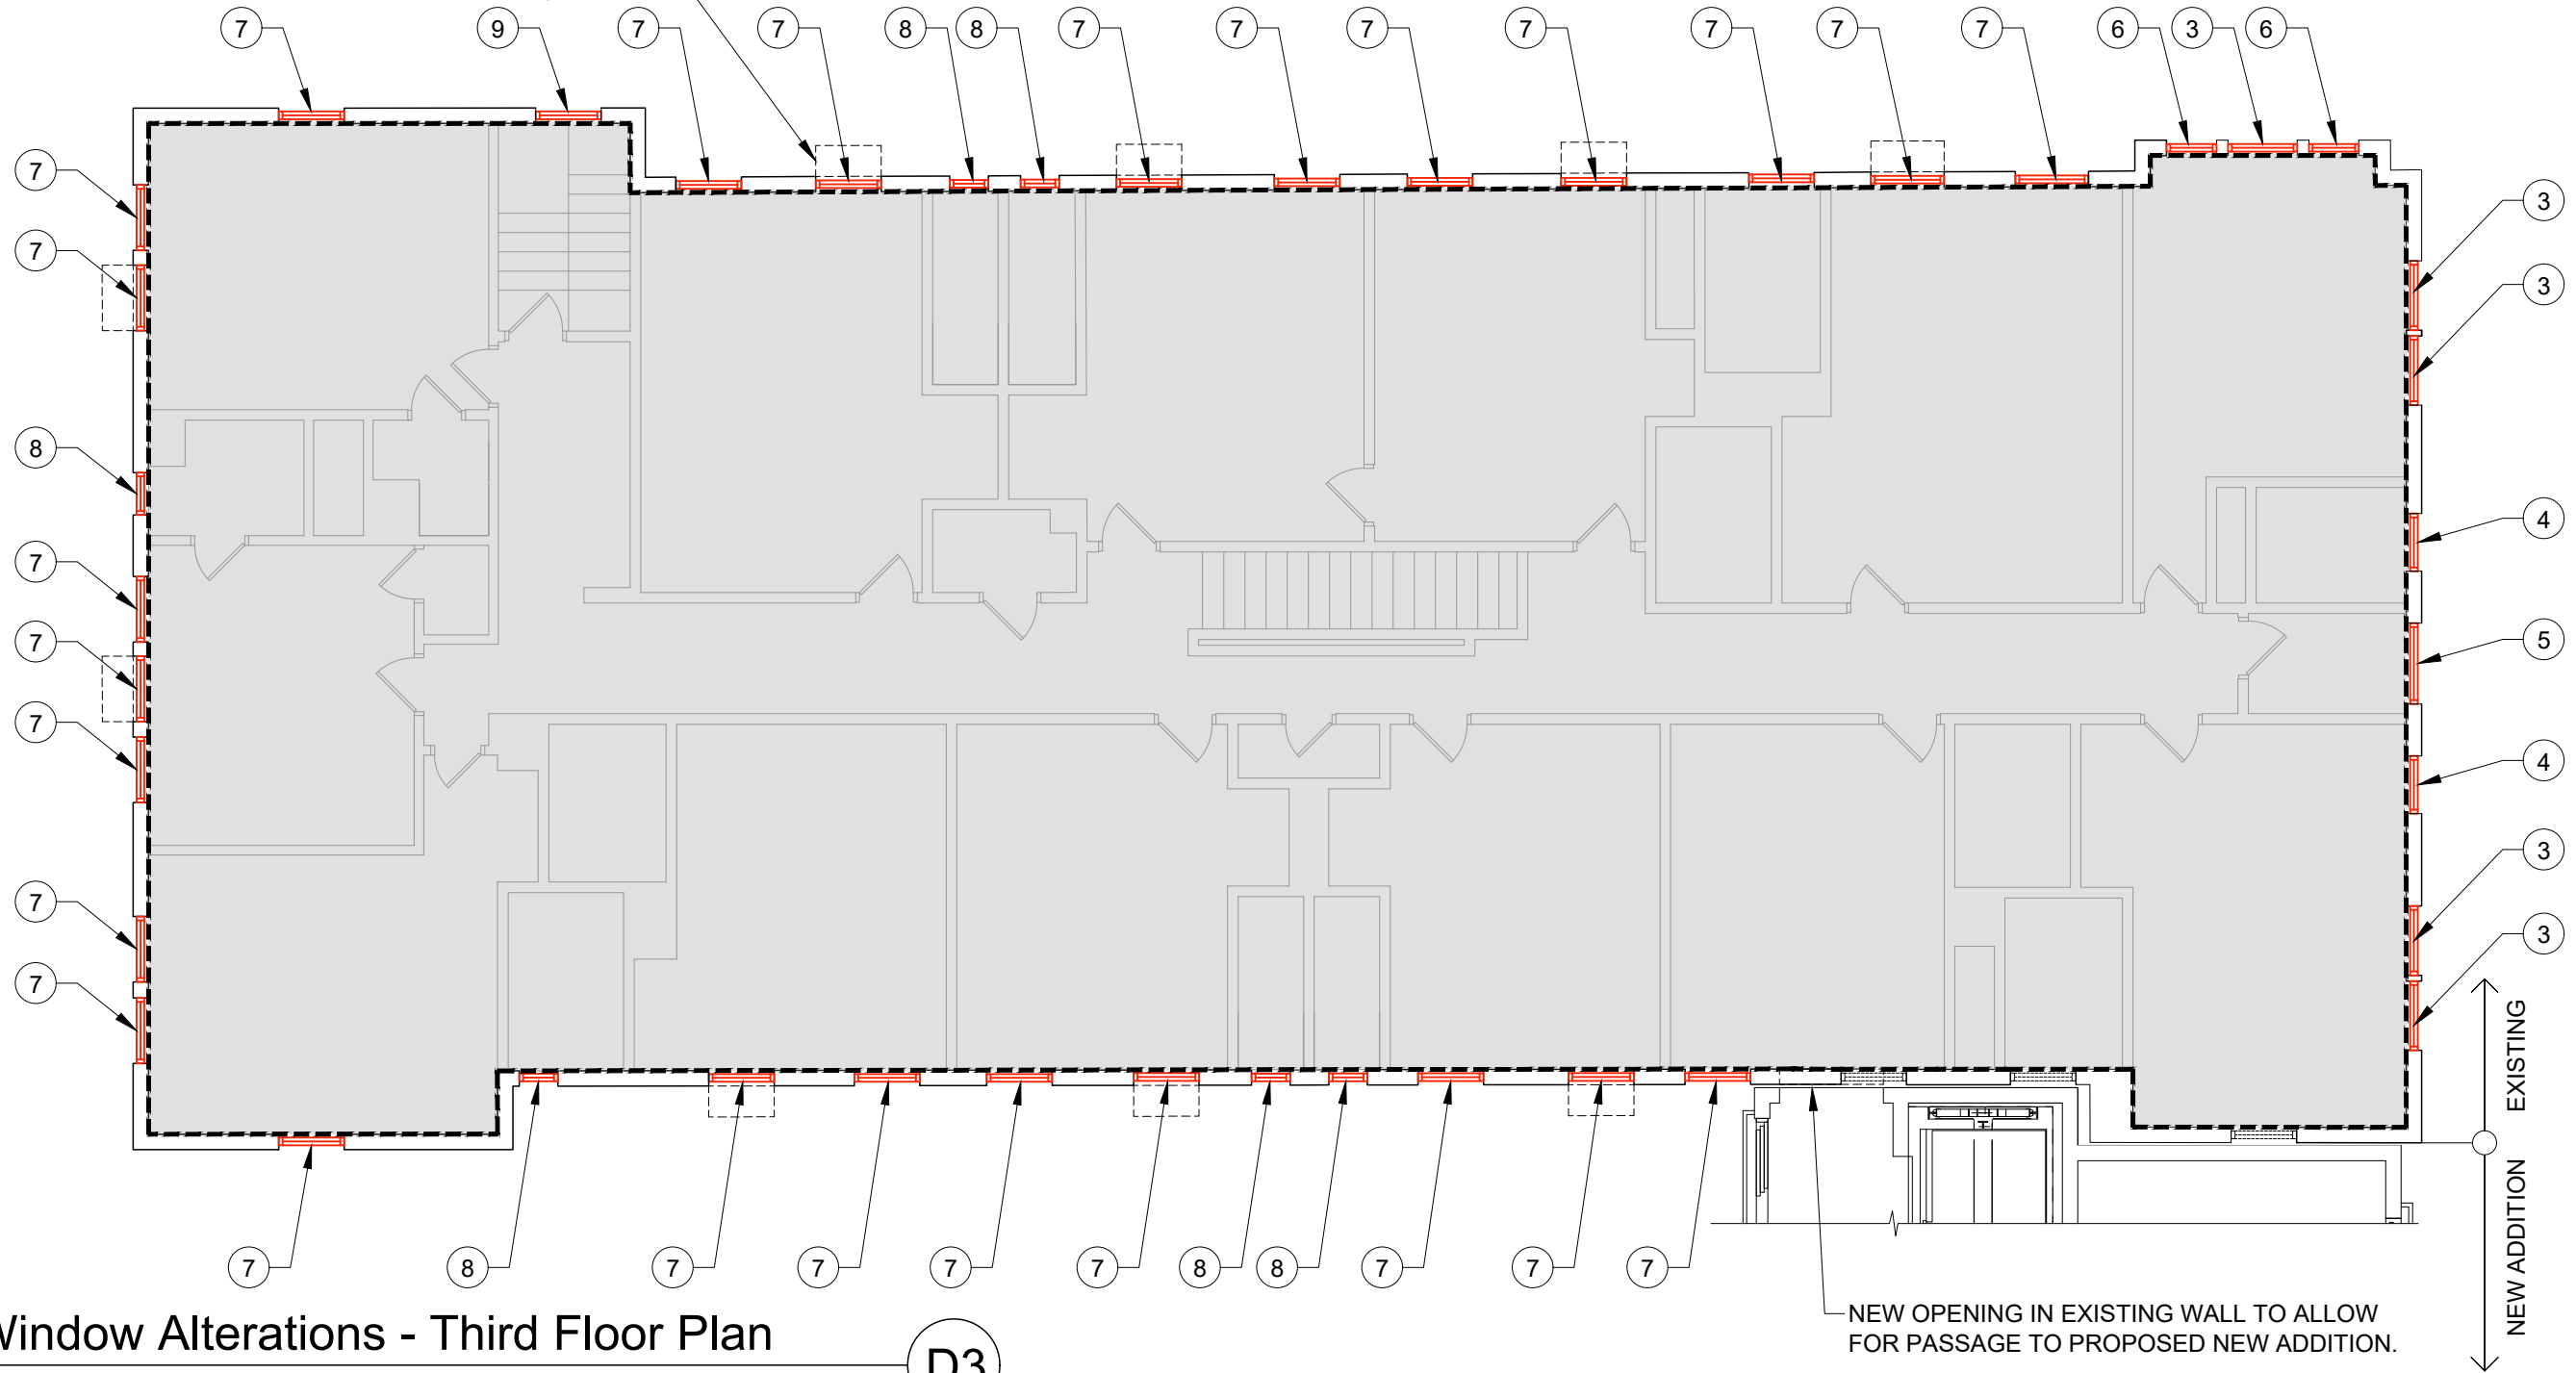 7 9 7 7 8 8 7 7 7 7 7 7 7 6 3 6
7
3
7
3
8
4
7
5
7
7
4
3
7
3
7
EXISTING
NEW ADDITION
7 8 7 7 7 7 8 8 7 7 7
NEW OPENING IN EXISTING WALL TO ALLOW
FOR PASSAGE TO PROPOSED NEW ADDITION.
Window Alterations - Third Floor Plan
D3